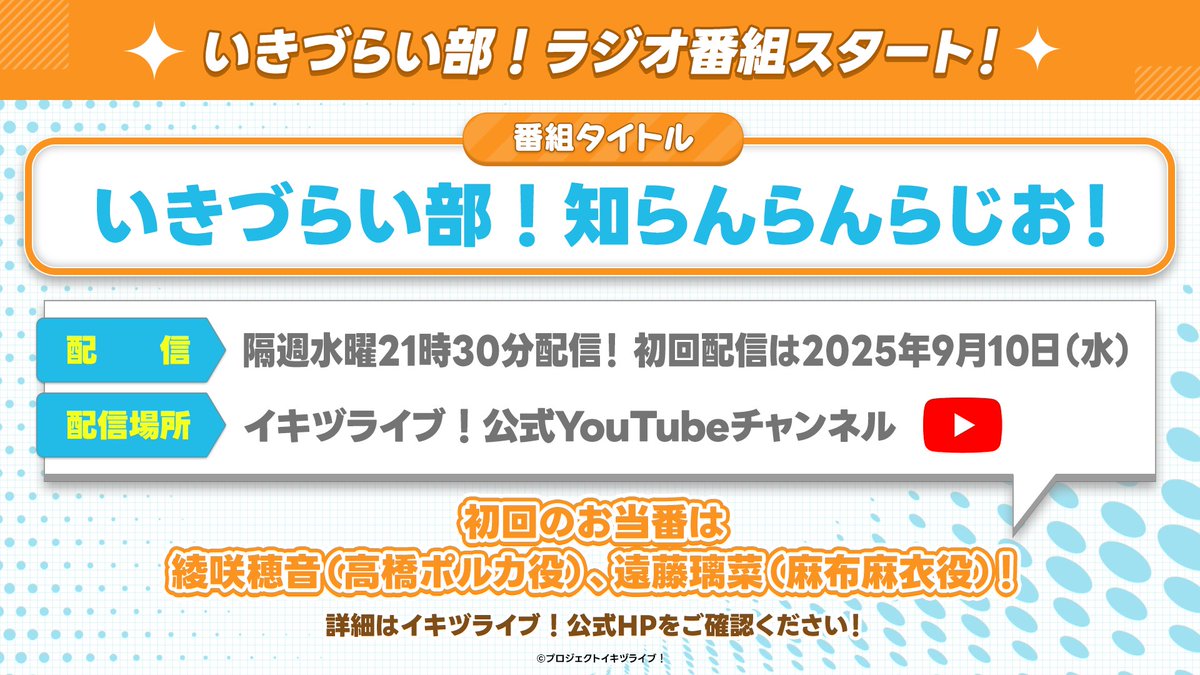 いきづらい部！ラジオ番組スタート！
番組タイトル
いきづらい部！知らんらんらじお！
配信 隔週水曜21時30分配信！初回配信は2025年9月10日（水）
配信場所 イキヅライブ！公式YouTubeチャンネル
初回のお当番は
綾咲穂音（高橋ポルカ役）、遠藤璃菜（麻布麻衣役）！
詳細はイキヅライブ！公式HPをご確認ください！
©プロジェクトイキヅライブ！